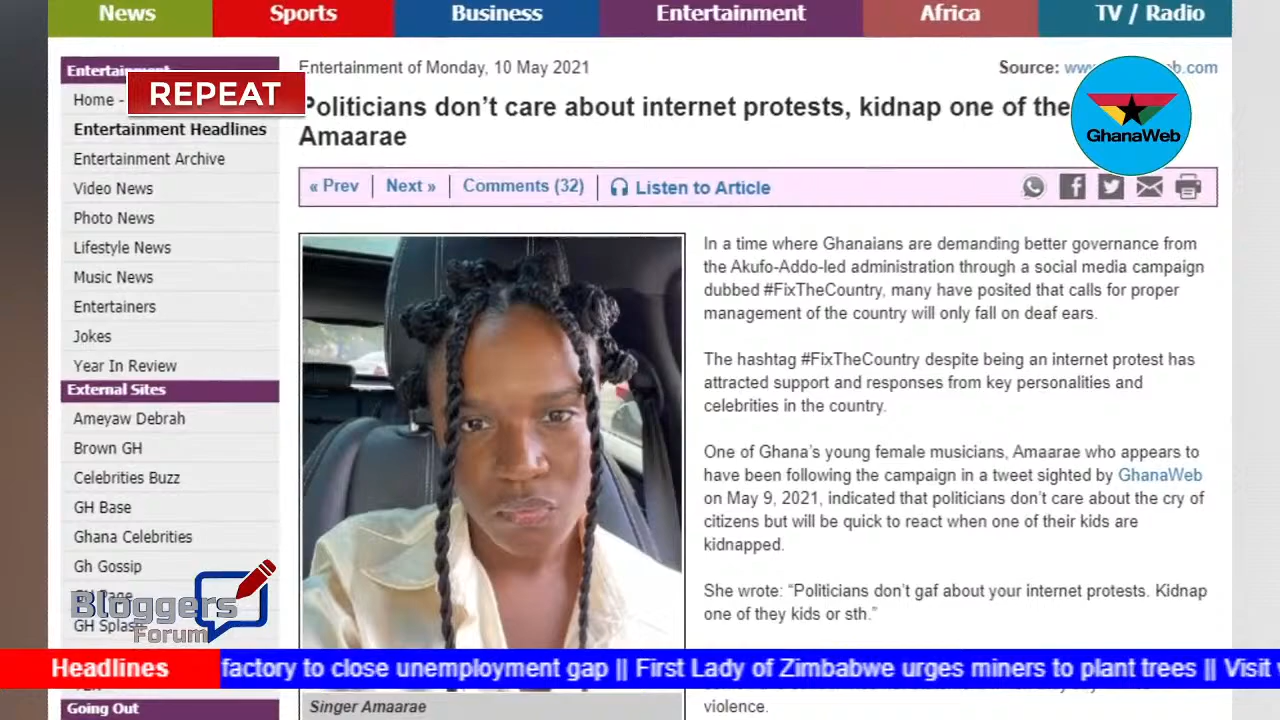 News Sports Business Entertainment Africa TV / Radio
Entertainment
Home -
Entertainment Headlines
Entertainment Archive
Video News
Photo News
Lifestyle News
Music News
Entertainers
Jokes
Year In Review
External Sites
Ameyaw Debrah
Brown GH
Celebrities Buzz
GH Base
Ghana Celebrities
Gh Gossip
GH Splash
Going Out
REPEAT
Entertainment of Monday, 10 May 2021
Source:
GhanaWeb
Politicians don't care about internet protests, kidnap one of the
Amaarae
« Prev Next » Comments (32) Listen to Article
In a time where Ghanaians are demanding better governance from
the Akufo-Addo-led administration through a social media campaign
dubbed #FixTheCountry, many have posited that calls for proper
management of the country will only fall on deaf ears.
The hashtag #FixTheCountry despite being an internet protest has
attracted support and responses from key personalities and
celebrities in the country.
One of Ghana's young female musicians, Amaarae who appears to
have been following the campaign in a tweet sighted by GhanaWeb
on May 9, 2021, indicated that politicians don't care about the cry of
citizens but will be quick to react when one of their kids are
kidnapped.
She wrote: “Politicians don't gaf about your internet protests. Kidnap
one of they kids or sth.”
violence.
Singer Amaarae
Bloggers
Forum
Headlines factory to close unemployment gap || First Lady of Zimbabwe urges miners to plant trees || Visit